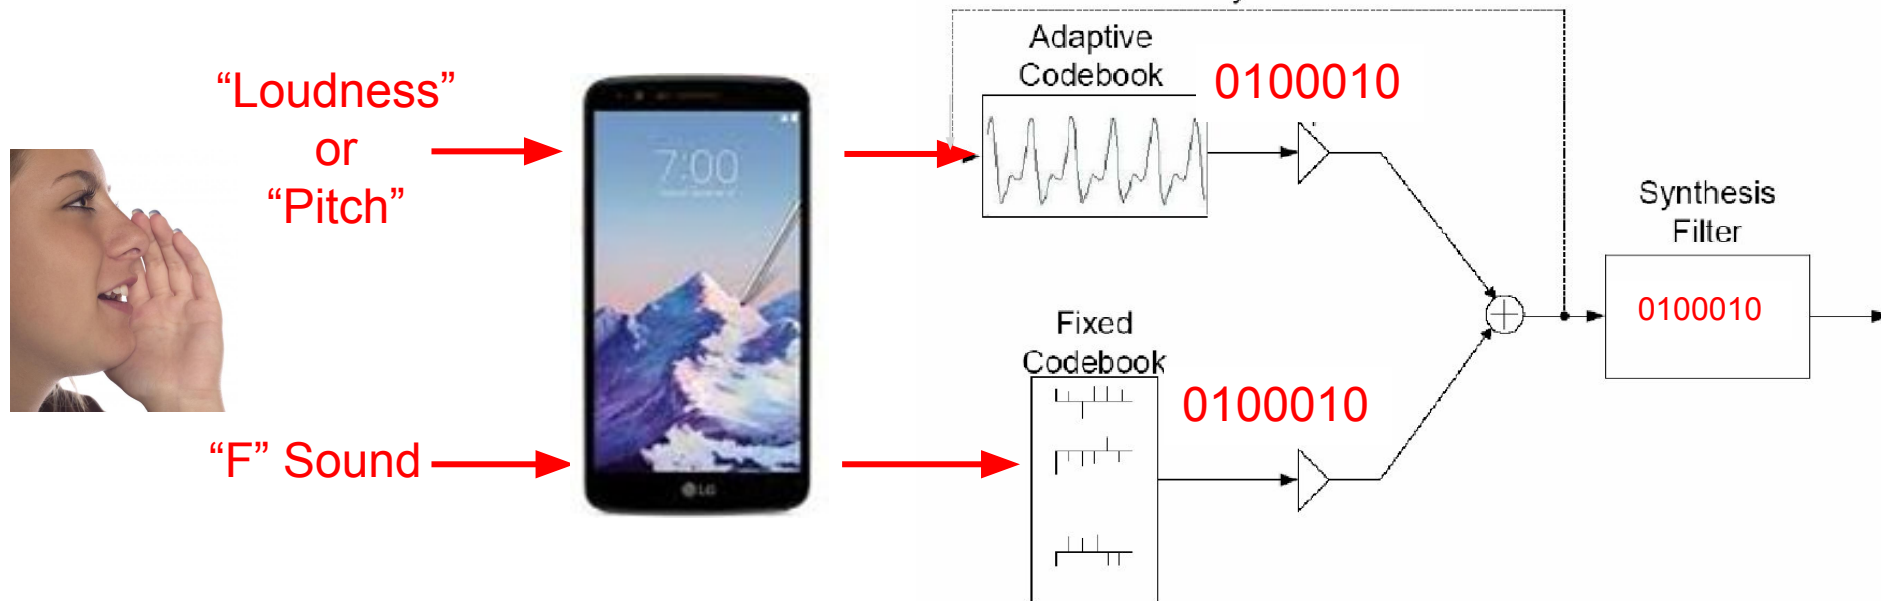 “Loudness”
or
“Pitch”
“F” Sound
7:00
LG
Adaptive
Codebook
0100010
Fixed
Codebook
0100010
Synthesis
Filter
0100010